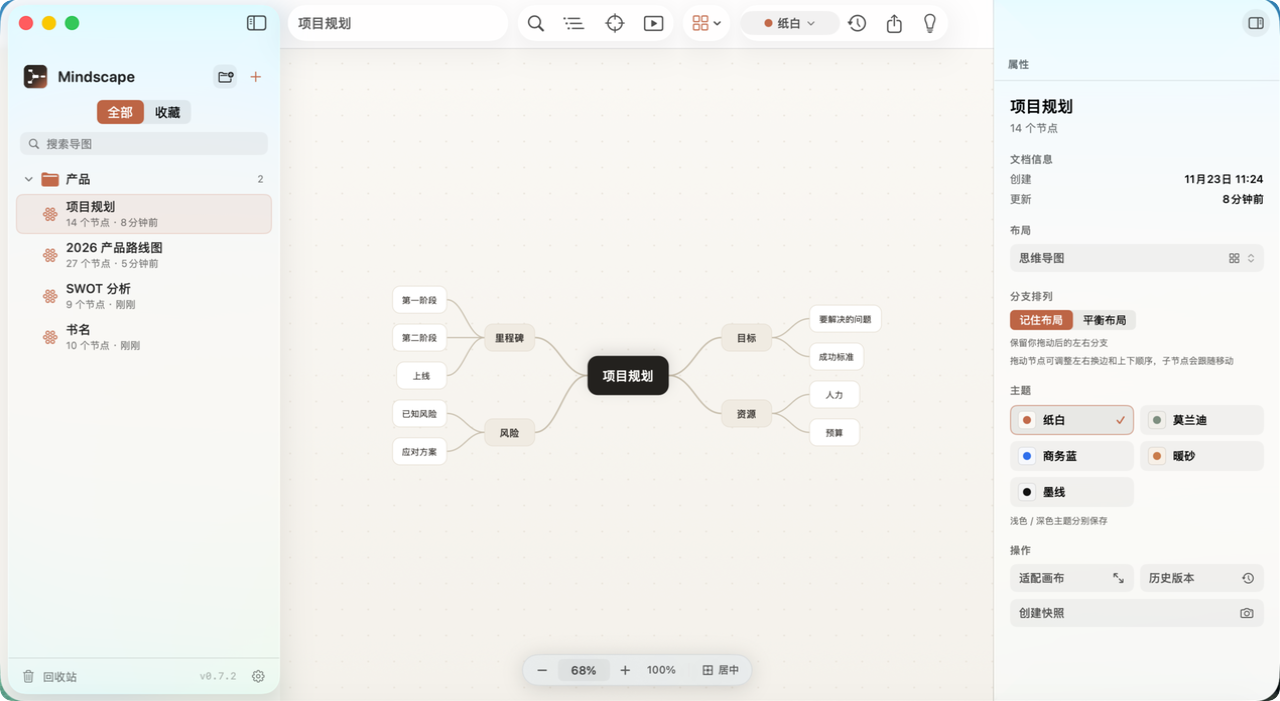 项目规划
纸白
Mindscape
全部
收藏
搜索导图
产品
2
项目规划
14 个节点 · 8分钟前
2026 产品路线图
27 个节点 · 5分钟前
SWOT 分析
9 个节点 · 刚刚
书名
10 个节点 · 刚刚
回收站
v0.7.2
第一阶段
第二阶段
上线
里程碑
已知风险
应对方案
风险
项目规划
目标
要解决的问题
成功标准
资源
人力
预算
68%
100%
居中
属性
项目规划
14 个节点
文档信息
创建
11月23日 11:24
更新
8分钟前
布局
思维导图
分支排列
记住布局
平衡布局
保留你拖动后的左右分支
拖动节点可调整左右换边和上下顺序，子节点会跟随移动
主题
纸白
莫兰迪
商务蓝
暖砂
墨线
浅色 / 深色主题分别保存
操作
适配画布
历史版本
创建快照